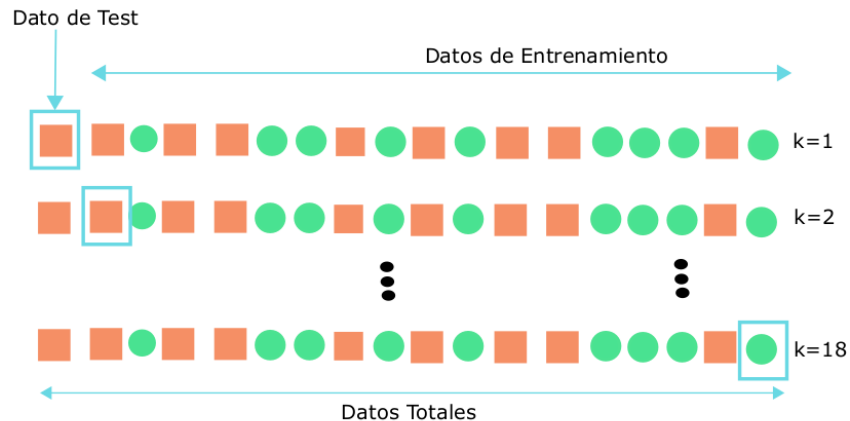 Dato de Test
Datos de Entrenamiento
k=1
k=2
k=18
Datos Totales